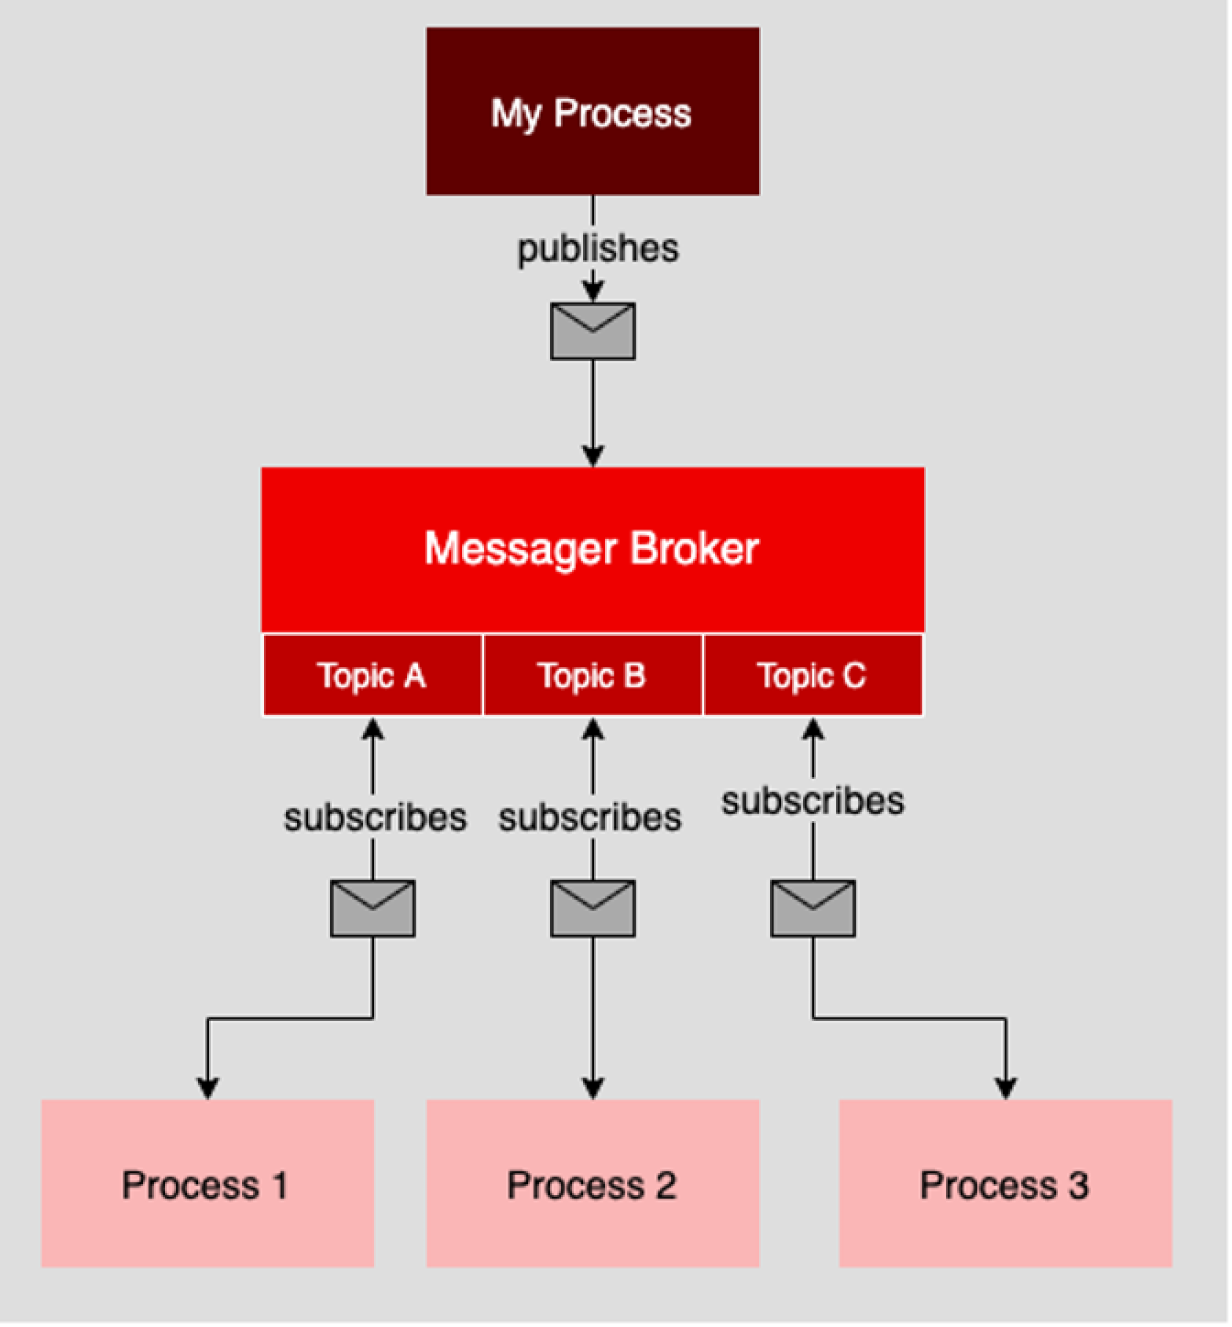 My Process
publishes
Messager Broker
Topic A
Topic B
Topic C
subscribes
subscribes
subscribes
Process 1
Process 2
Process 3